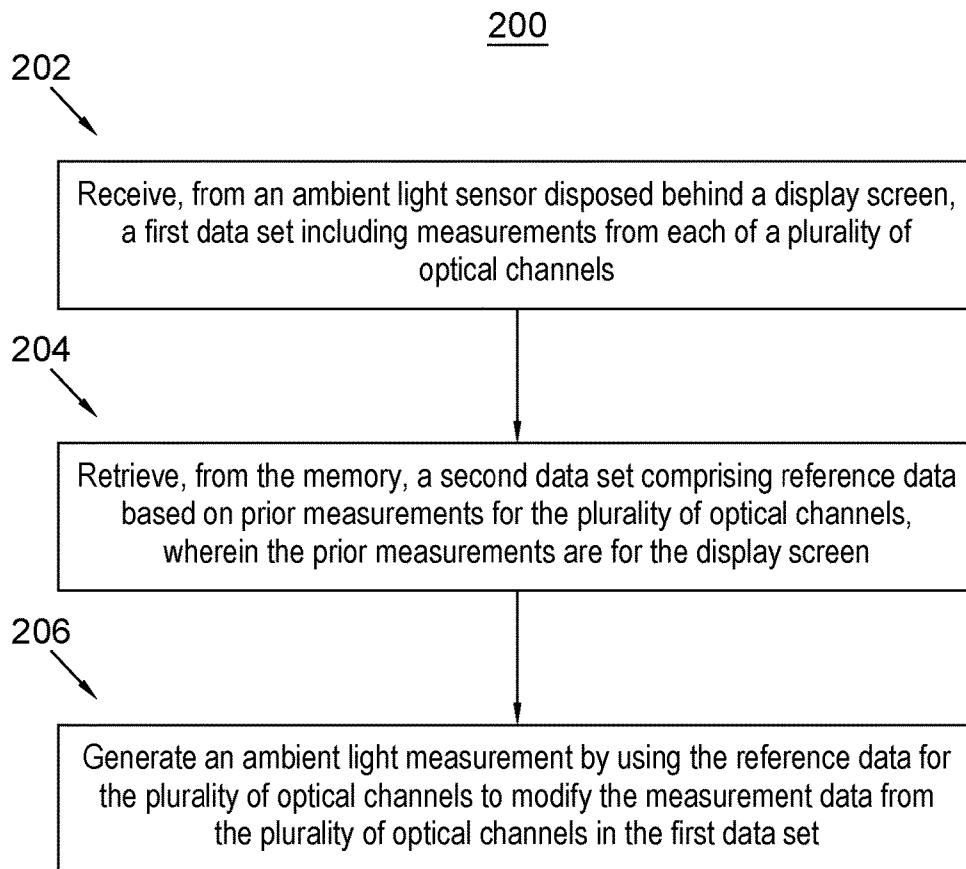 200
202
Receive, from an ambient light sensor disposed behind a display screen,
a first data set including measurements from each of a plurality of
optical channels
204
Retrieve, from the memory, a second data set comprising reference data
based on prior measurements for the plurality of optical channels,
wherein the prior measurements are for the display screen
206
Generate an ambient light measurement by using the reference data for
the plurality of optical channels to modify the measurement data from
the plurality of optical channels in the first data set